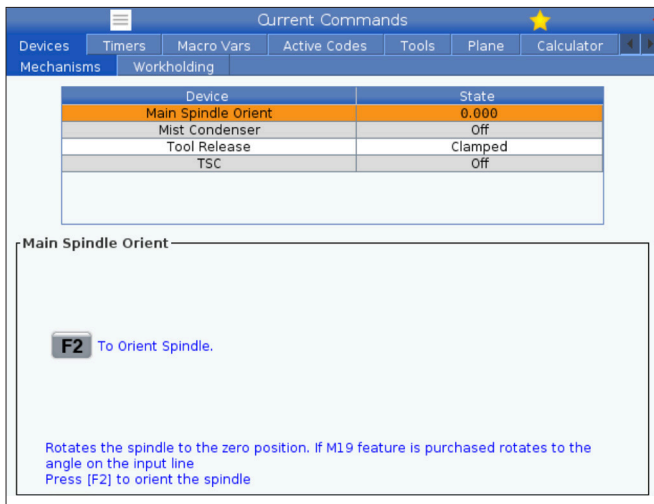 Current Commands
Devices Timers Macro Vars Active Codes Tools Plane Calculator
Mechanisms Workholding
Device State
Main Spindle Orient 0.000
Mist Condenser Off
Tool Release Clamped
TSC Off
Main Spindle Orient
F2 To Orient Spindle.
Rotates the spindle to the zero position. If M19 feature is purchased rotates to the
angle on the input line
Press [F2] to orient the spindle